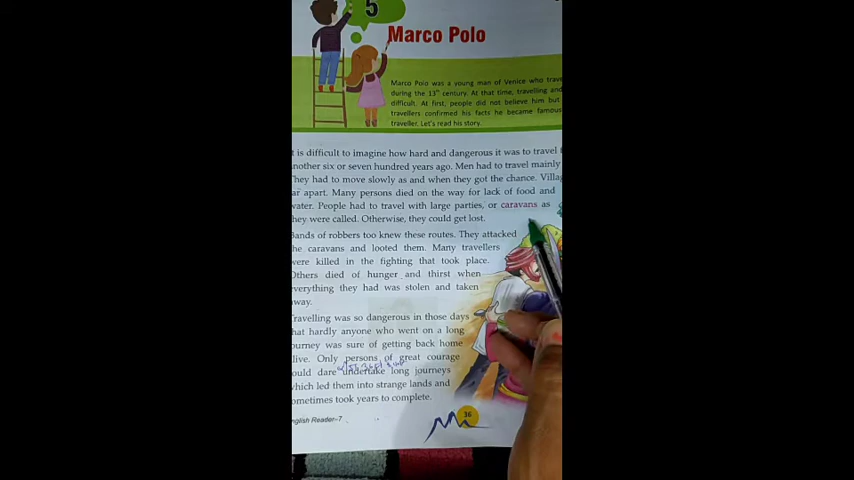 5
Marco Polo
Marco Polo was a young man of Venice who trave
during the 13th century. At that time, travelling and
difficult. At first, people did not believe him but
travellers confirmed his facts he became famous
traveller. Let's read his story.
t is difficult to imagine how hard and dangerous it was to travel f
nother six or seven hundred years ago. Men had to travel mainly
They had to move slowly as and when they got the chance. Villag
ar apart. Many persons died on the way for lack of food and
water. People had to travel with large parties, or caravans as
hey were called. Otherwise, they could get lost.
Bands of robbers too knew these routes. They attacked
he caravans and looted them. Many travellers
were killed in the fighting that took place.
Others died of hunger and thirst when
everything they had was stolen and taken
away.
Travelling was so dangerous in those days
hat hardly anyone who went on a long
ourney was sure of getting back home
live. Only persons of great courage
ould dare undertake long journeys
which led them into strange lands and
ometimes took years to complete.
nglish Reader-7
36